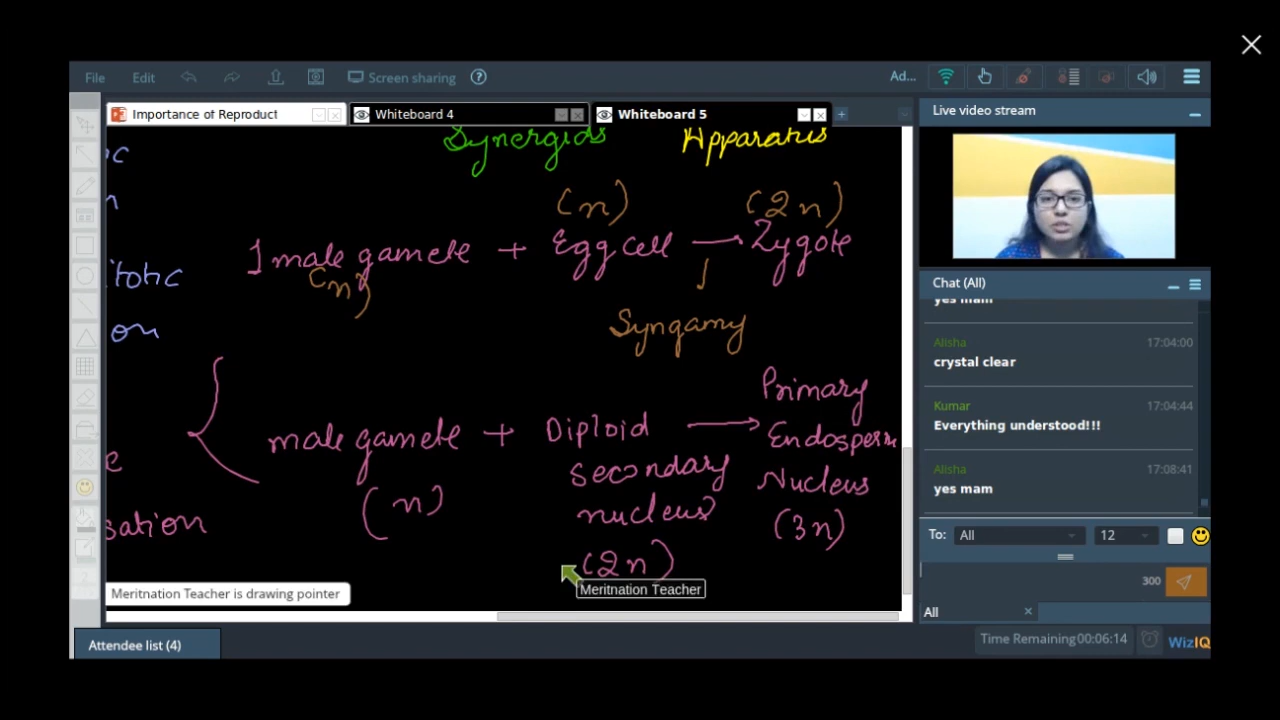 File Edit Screen sharing ? Ad...
Importance of Reproduct Whiteboard 4 Whiteboard 5 +
Live video stream
Synergids Apparatus
(n) (2n)
1 male gamete + Egg cell → Zygote
(n)
Syngamy
itotic
on
male gamete + Diploid Secondary nucleus → Primary Endosperm Nucleus
(n) (2n) (3n)
sation
Meritnation Teacher is drawing pointer
Meritnation Teacher
Chat (All)
yes mam
Alisha 17:04:00
crystal clear
Kumar 17:04:44
Everything understood!!!
Alisha 17:08:41
yes mam
To: All 12
300
All
Attendee list (4)
Time Remaining 00:06:14
WizIQ